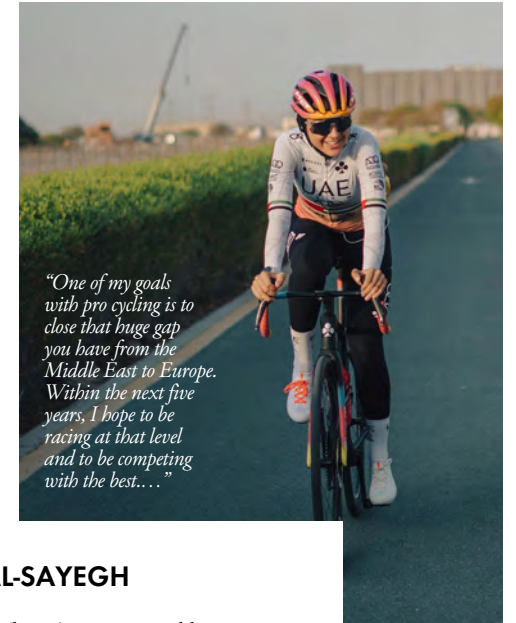 UAE
“One of my goals
with pro cycling is to
close that huge gap
you have from the
Middle East to Europe.
Within the next five
years, I hope to be
racing at that level
and to be competing
with the best.…”
AL-SAYEGH